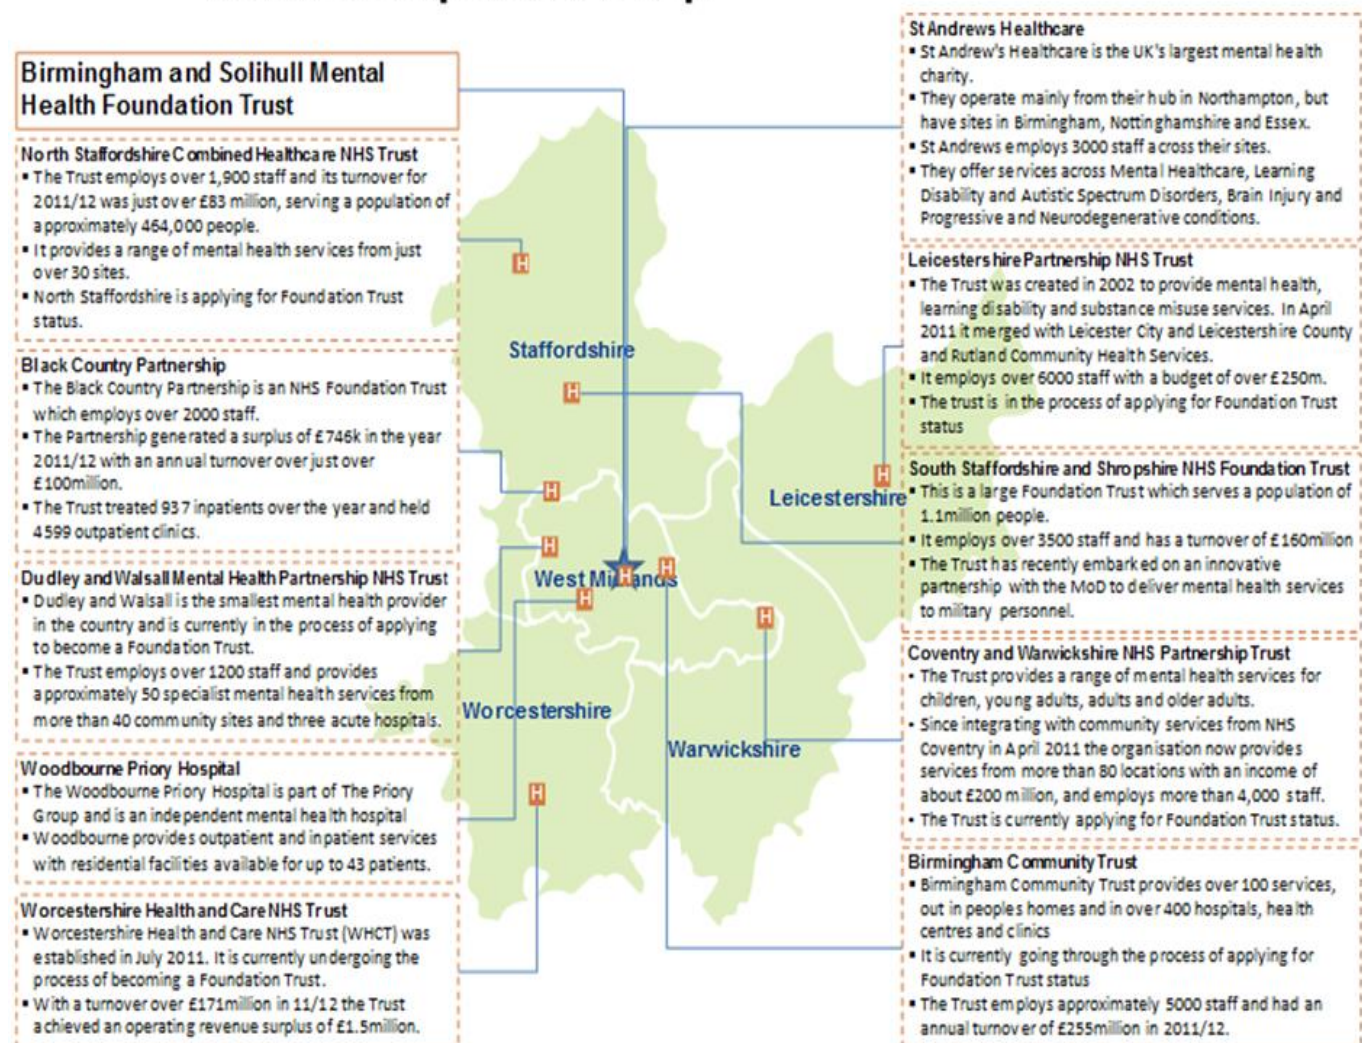 Birmingham and Solihull Mental
Health Foundation Trust
North Staffordshire Combined Healthcare NHS Trust
▪ The Trust employs over 1,900 staff and its turnover for
2011/12 was just over £83 million, serving a population of
approximately 464,000 people.
▪ It provides a range of mental health services from just
over 30 sites.
▪ North Staffordshire is applying for Foundation Trust
status.
Black Country Partnership
▪ The Black Country Partnership is an NHS Foundation Trust
which employs over 2000 staff.
▪ The Partnership generated a surplus of £746k in the year
2011/12 with an annual turnover over just over
£100million.
▪ The Trust treated 937 inpatients over the year and held
4599 outpatient clinics.
Dudley and Walsall Mental Health Partnership NHS Trust
▪ Dudley and Walsall is the smallest mental health provider
in the country and is currently in the process of applying
to become a Foundation Trust.
▪ The Trust employs over 1200 staff and provides
approximately 50 specialist mental health services from
more than 40 community sites and three acute hospitals.
Woodbourne Priory Hospital
▪ The Woodbourne Priory Hospital is part of The Priory
Group and is an independent mental health hospital
▪ Woodbourne provides outpatient and inpatient services
with residential facilities available for up to 43 patients.
Worcestershire Health and Care NHS Trust
▪ Worcestershire Health and Care NHS Trust (WHCT) was
established in July 2011. It is currently undergoing the
process of becoming a Foundation Trust.
▪ With a turnover over £171million in 11/12 the Trust
achieved an operating revenue surplus of £1.5million.
H
Staffordshire
H
H
Leicestershire
H
H
West Midlands
H
H
H
H
Worcestershire
Warwickshire
H
St Andrews Healthcare
▪ St Andrew's Healthcare is the UK's largest mental health
charity.
▪ They operate mainly from their hub in Northampton, but
have sites in Birmingham, Nottinghamshire and Essex.
▪ St Andrews employs 3000 staff across their sites.
▪ They offer services across Mental Healthcare, Learning
Disability and Autistic Spectrum Disorders, Brain Injury and
Progressive and Neurodegenerative conditions.
Leicestershire Partnership NHS Trust
▪ The Trust was created in 2002 to provide mental health,
learning disability and substance misuse services. In April
2011 it merged with Leicester City and Leicestershire County
and Rutland Community Health Services.
▪ It employs over 6000 staff with a budget of over £250m.
▪ The trust is in the process of applying for Foundation Trust
status
South Staffordshire and Shropshire NHS Foundation Trust
▪ This is a large Foundation Trust which serves a population of
1.1million people.
▪ It employs over 3500 staff and has a turnover of £160million
▪ The Trust has recently embarked on an innovative
partnership with the MoD to deliver mental health services
to military personnel.
Coventry and Warwickshire NHS Partnership Trust
• The Trust provides a range of mental health services for
children, young adults, adults and older adults.
• Since integrating with community services from NHS
Coventry in April 2011 the organisation now provides
services from more than 80 locations with an income of
about £200 million, and employs more than 4,000 staff.
• The Trust is currently applying for Foundation Trust status.
Birmingham Community Trust
▪ Birmingham Community Trust provides over 100 services,
out in peoples homes and in over 400 hospitals, health
centres and clinics
▪ It is currently going through the process of applying for
Foundation Trust status
▪ The Trust employs approximately 5000 staff and had an
annual turnover of £255million in 2011/12.